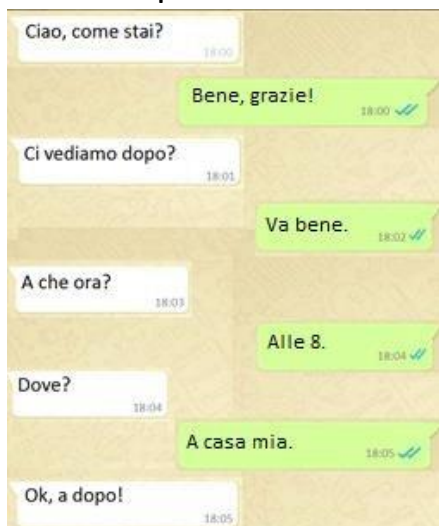 Ciao, come stai?
18:00
Bene, grazie!
18:00
Ci vediamo dopo?
18:01
Va bene.
18:02
A che ora?
18:03
Alle 8.
18:04
Dove?
18:04
A casa mia.
18:05
Ok, a dopo!
18:05